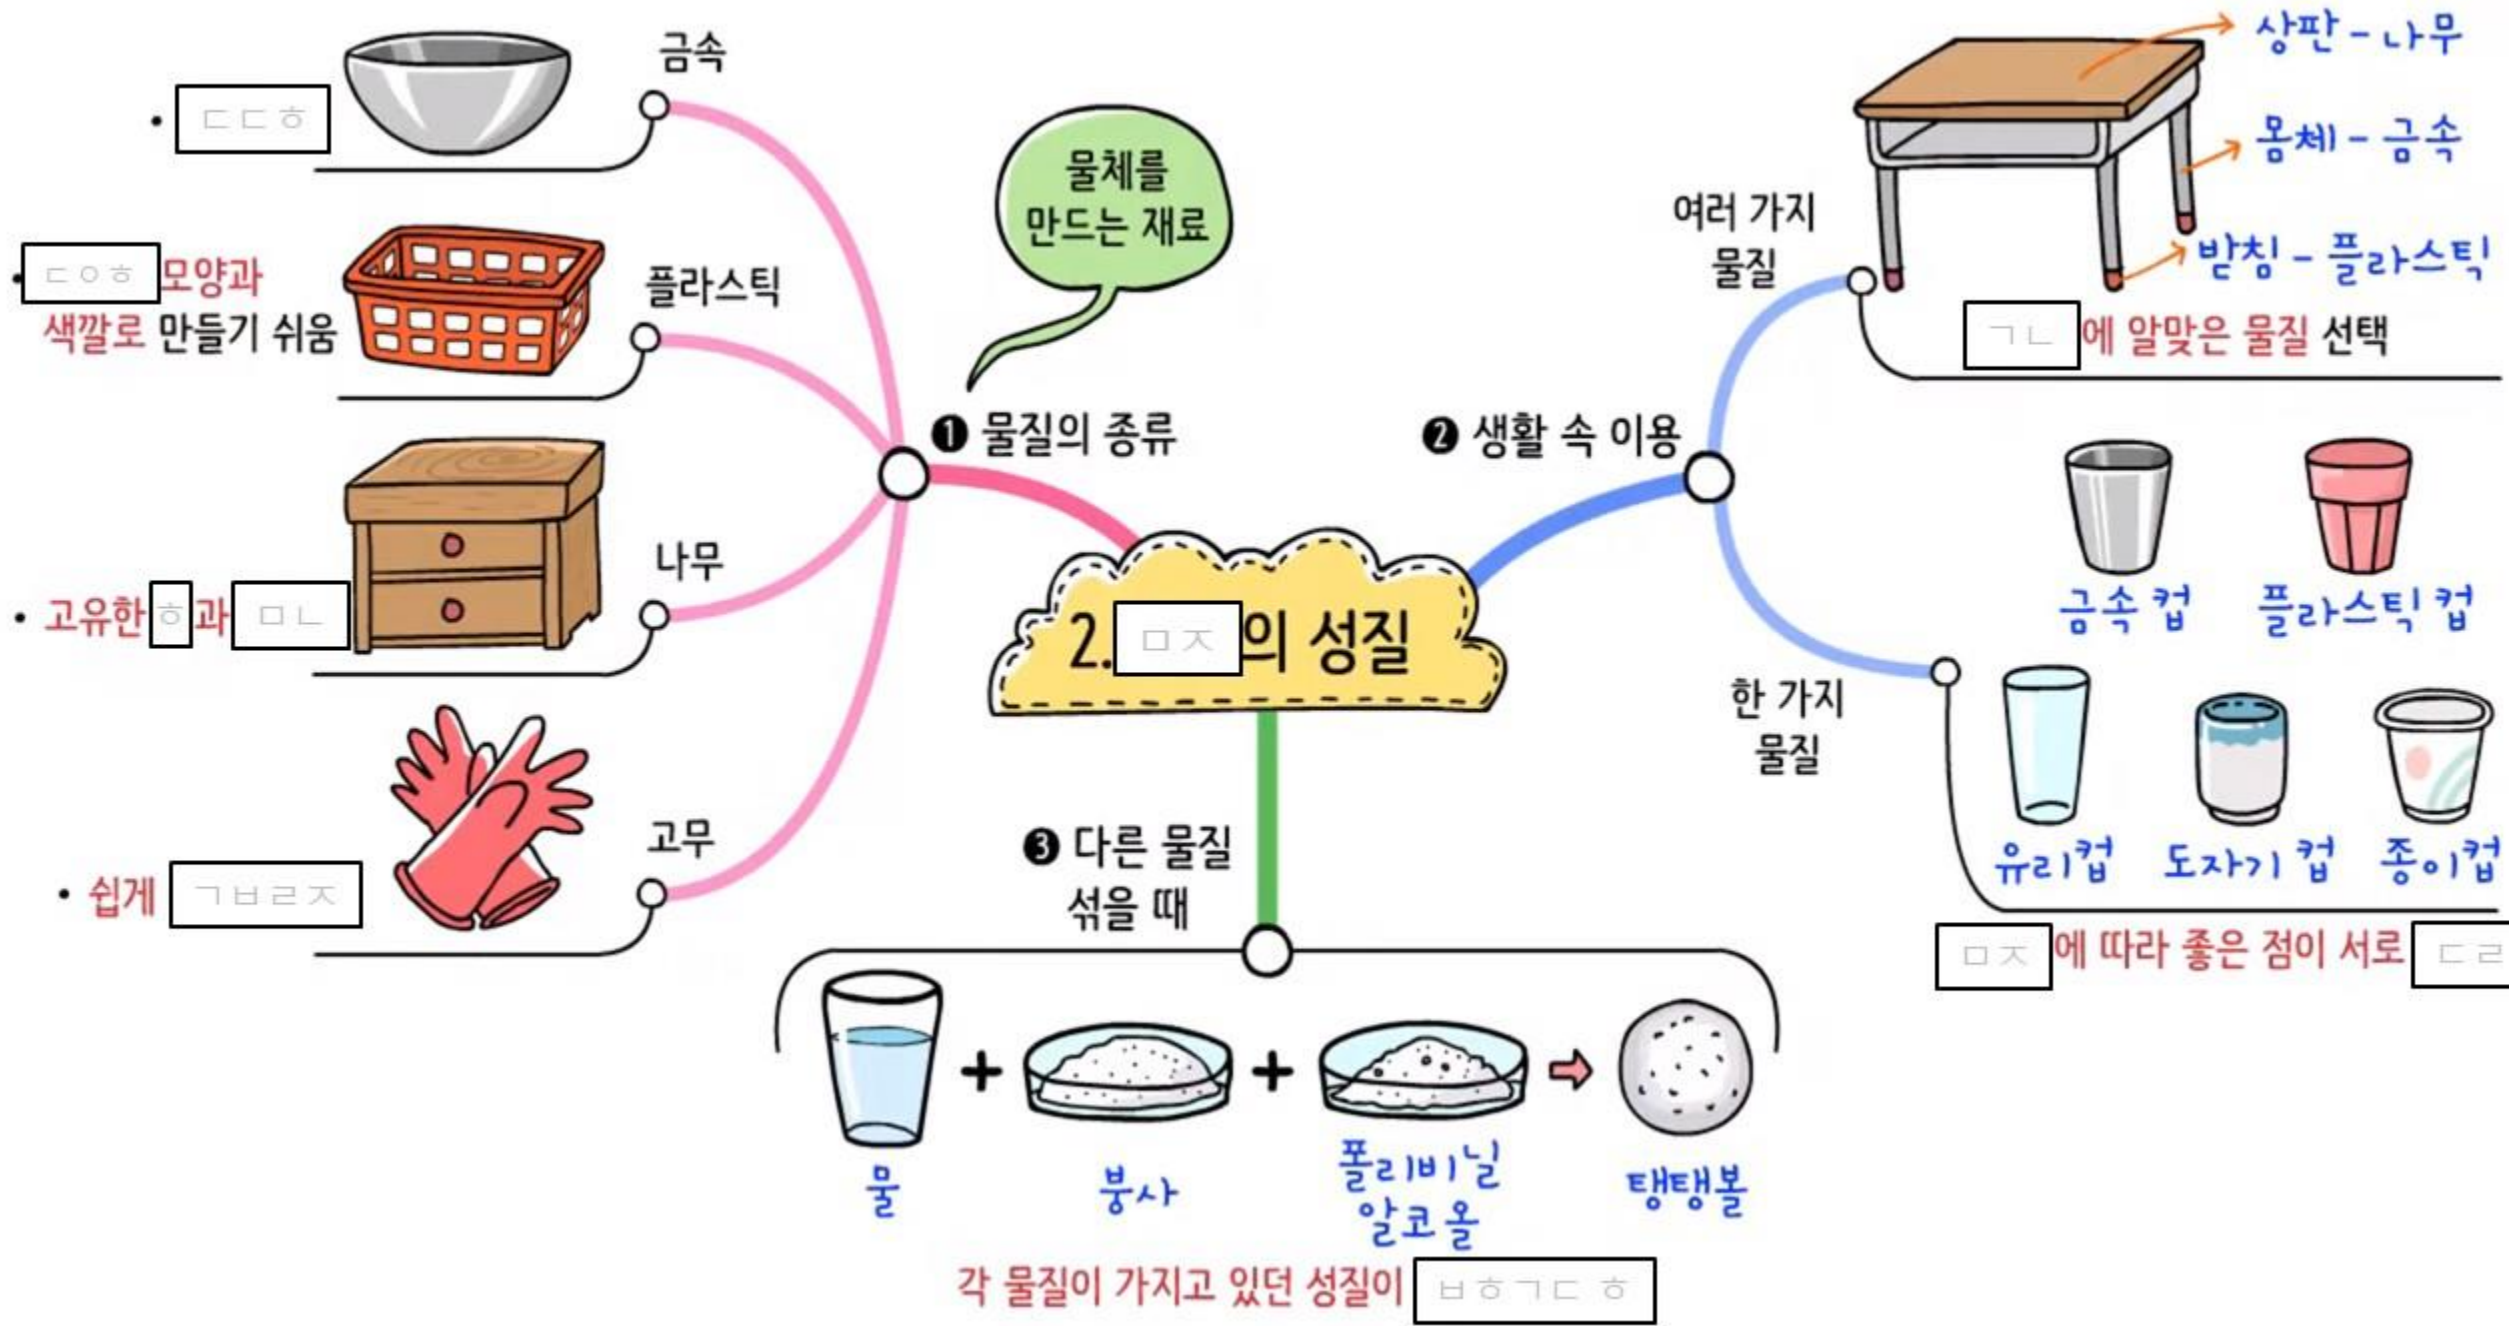 금속
• ㄷㄷㅎ
플라스틱
• ㄷㅇㅎ 모양과
색깔로 만들기 쉬움
나무
• 고유한 ㅎ 과 ㅁㄴ
고무
• 쉽게 ㄱㅂㄹㅈ
물체를
만드는 재료
❶ 물질의 종류
2. ㅁㅈ 의 성질
❷ 생활 속 이용
여러 가지
물질
상판 - 나무
몸체 - 금속
받침 - 플라스틱
ㄱㄴ 에 알맞은 물질 선택
한 가지
물질
금속 컵 플라스틱 컵
유리컵 도자기 컵 종이컵
ㅁㅈ 에 따라 좋은 점이 서로 ㄷㄹ
❸ 다른 물질
섞을 때
+ +
물 붕사 폴리비닐 탱탱볼
알코올
각 물질이 가지고 있던 성질이 ㅂㅎㄱㄷ ㅎ